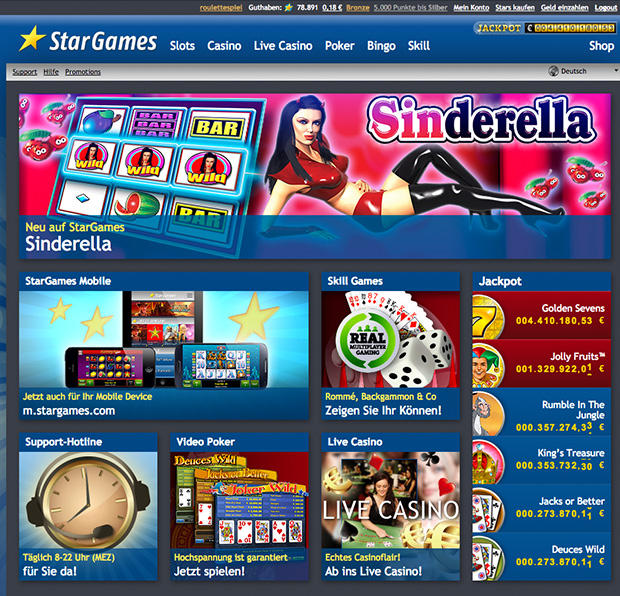 roulettespiel Guthaben: 78.891 0,18 € Bronze 5.000 Punkte bis Silber Mein Konto Stars kaufen Geld einzahlen Logout
JACKPOT € 004.410.180,53
StarGames Slots Casino Live Casino Poker Bingo Skill Shop
Support Hilfe Promotions Deutsch
Sinderella
BAR
BAR
BAR
BAR
Wild Wild Wild
BAR
Neu auf StarGames
Sinderella
StarGames Mobile
StarGames
Jetzt auch für Ihr Mobile Device
m.stargames.com
Skill Games
REAL
MULTIPLAYER
GAMING
Rommé, Backgammon & Co
Zeigen Sie Ihr Können!
Jackpot
Golden Sevens
004.410.180,53 €
Jolly Fruits™
001.329.922,01 €
Rumble In The
Jungle
000.357.274,33 €
King's Treasure
000.353.732,30 €
Jacks or Better
000.273.870,11 €
Deuces Wild
000.273.870,11 €
Support-Hotline
Täglich 8-22 Uhr (MEZ)
für Sie da!
Video Poker
Deuces Wild
Jacks or Better
Joker Wild
Hochspannung ist garantiert
Jetzt spielen!
Live Casino
LIVE CASINO
Echtes Casinoflair!
Ab ins Live Casino!